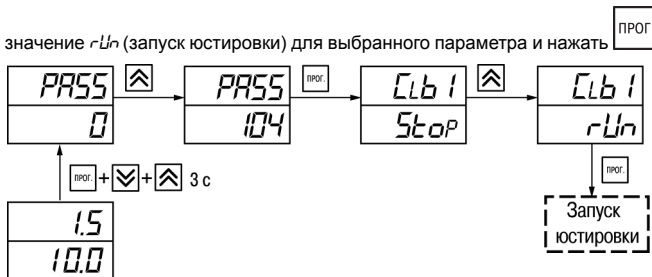 ПРОГ
значение rUn (запуск юстировки) для выбранного параметра и нажать
PASS
PASS
ПРОГ.
CLb1
CLb1
0
104
StoP
rUn
ПРОГ. + + 3 с
ПРОГ.
1.5
10.0
Запуск
юстировки